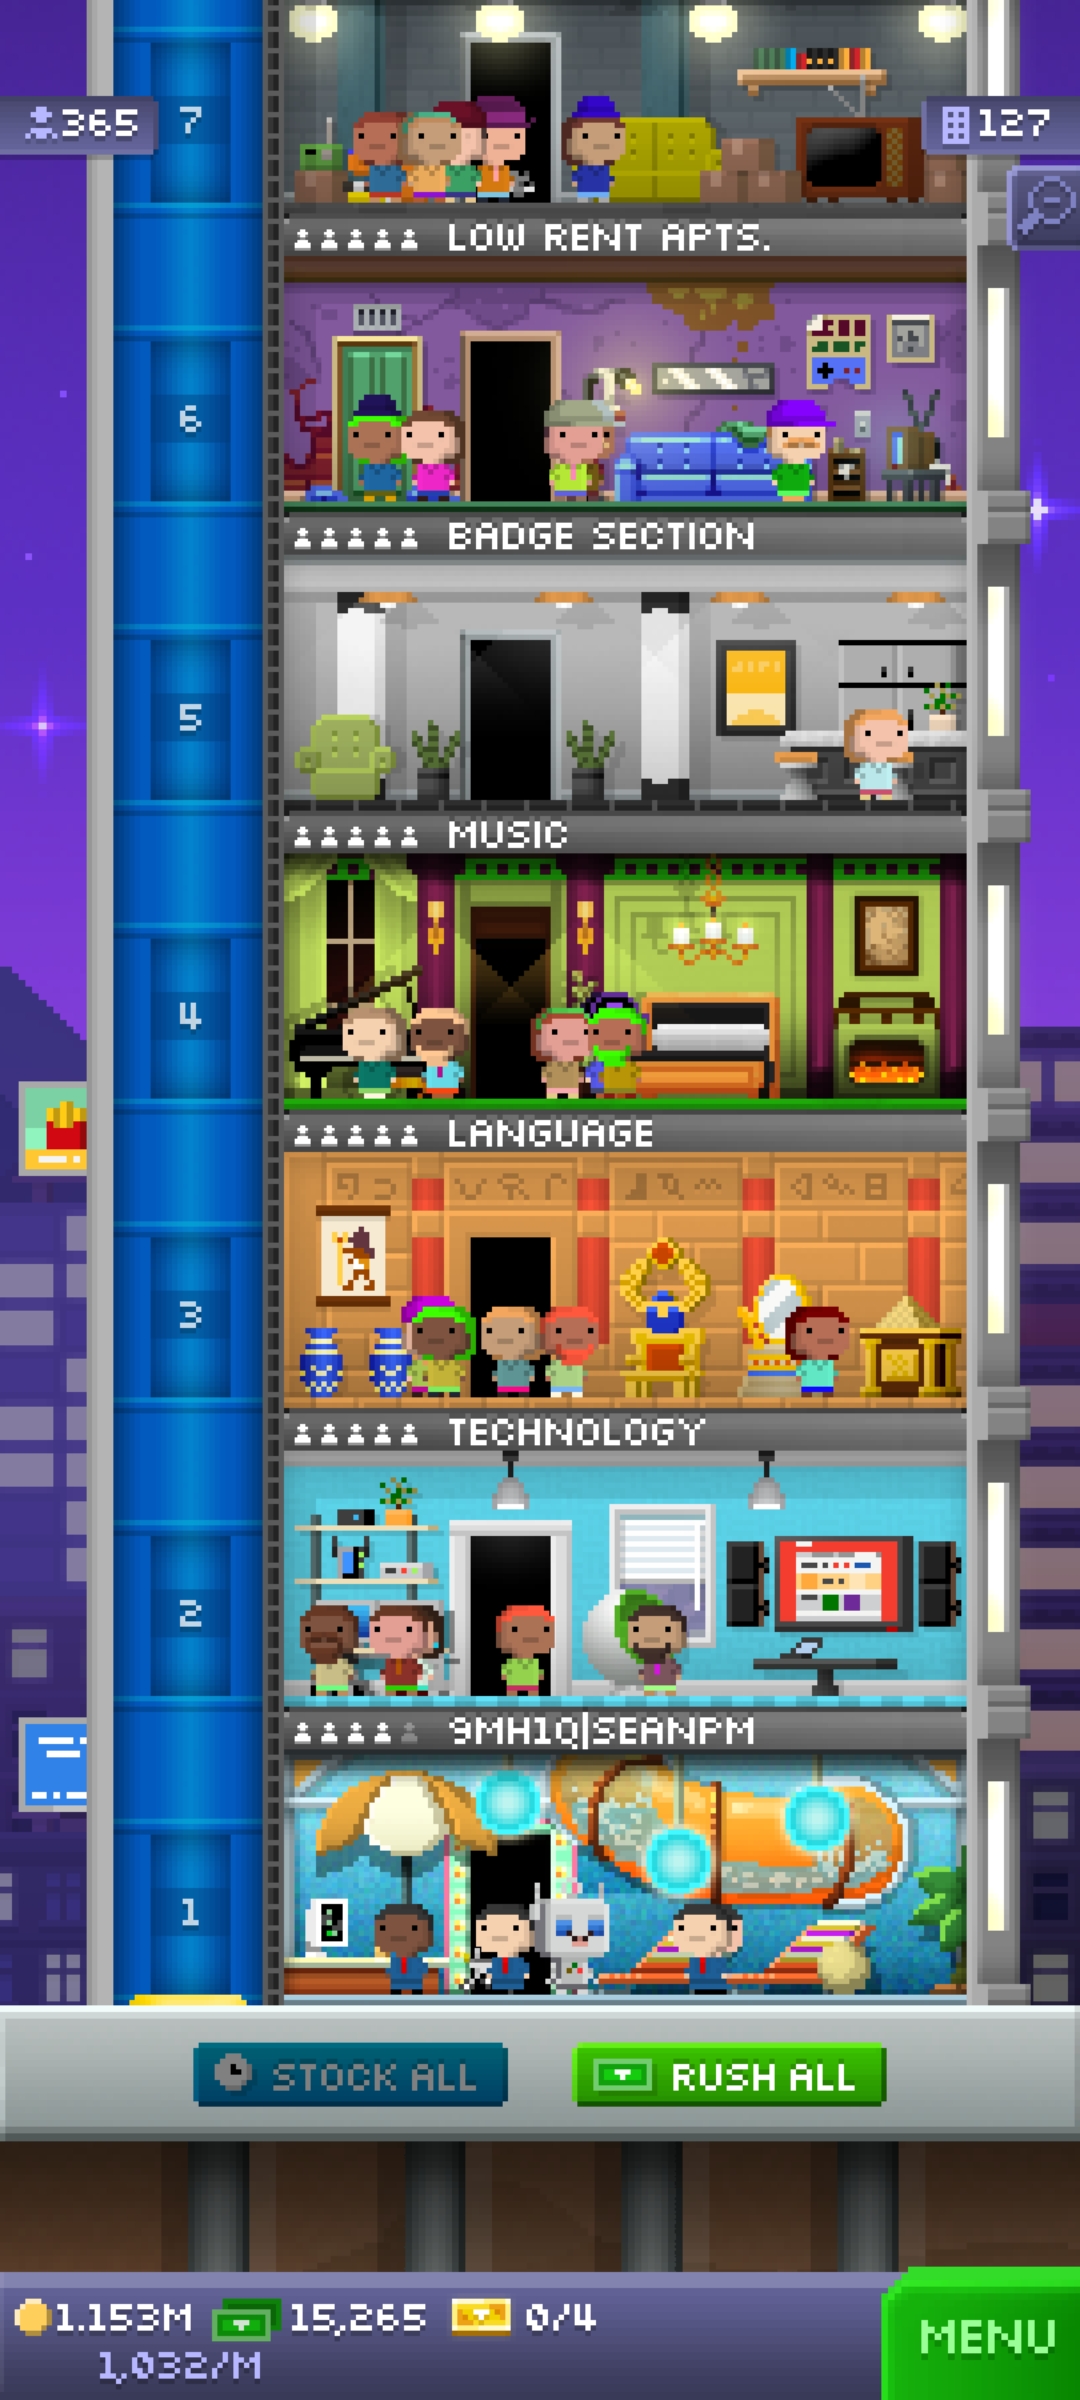 365
7
127
LOW RENT APTS.
6
BADGE SECTION
5
MUSIC
4
LANGUAGE
3
TECHNOLOGY
2
9MH1Q|SEANPM
1
STOCK ALL
RUSH ALL
1.153M 15,265 0/4
1,032/M
MENU